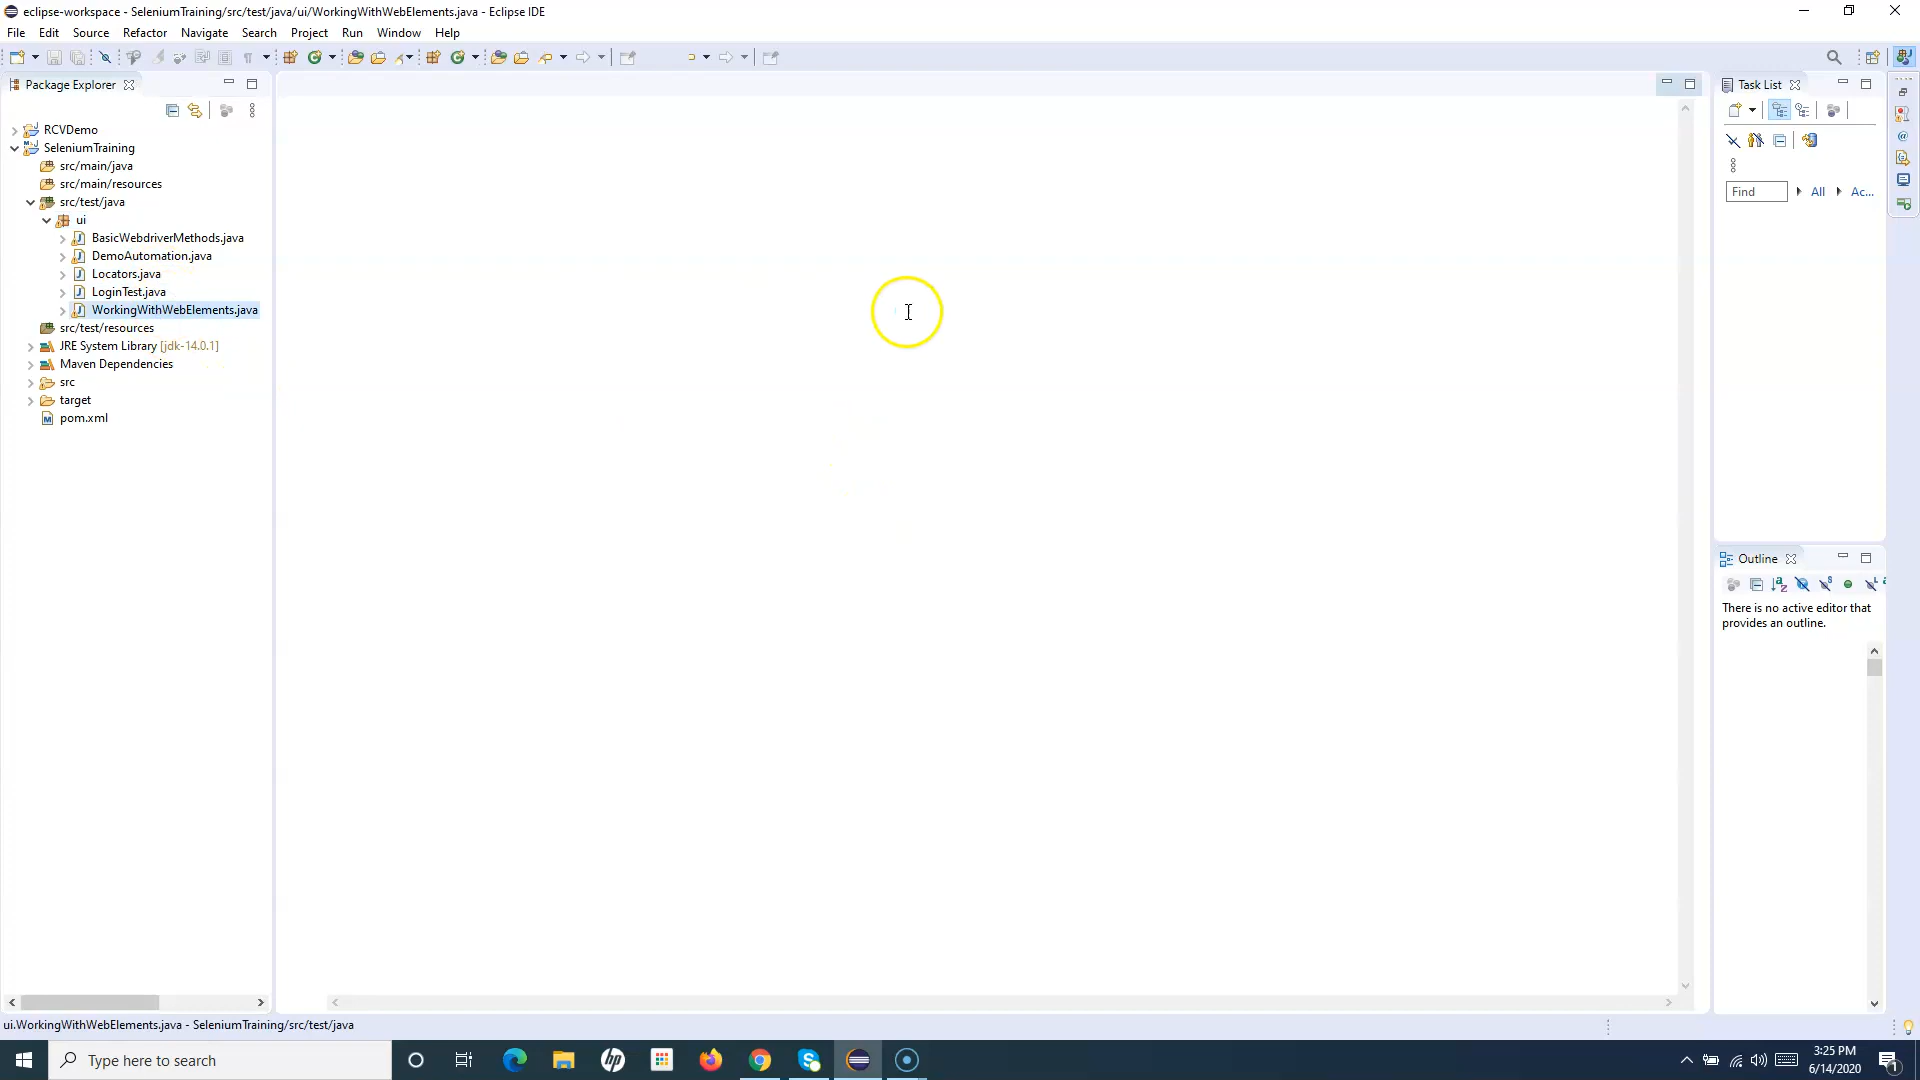 eclipse-workspace - SeleniumTraining/src/test/java/ui/WorkingWithWebElements.java - Eclipse IDE
File Edit Source Refactor Navigate Search Project Run Window Help
Package Explorer
RCVDemo
SeleniumTraining
src/main/java
src/main/resources
src/test/java
ui
BasicWebdriverMethods.java
DemoAutomation.java
Locators.java
LoginTest.java
WorkingWithWebElements.java
src/test/resources
JRE System Library [jdk-14.0.1]
Maven Dependencies
src
target
pom.xml
Task List
Find All Ac...
Outline
There is no active editor that
provides an outline.
ui.WorkingWithWebElements.java - SeleniumTraining/src/test/java
Type here to search
3:25 PM
6/14/2020
1